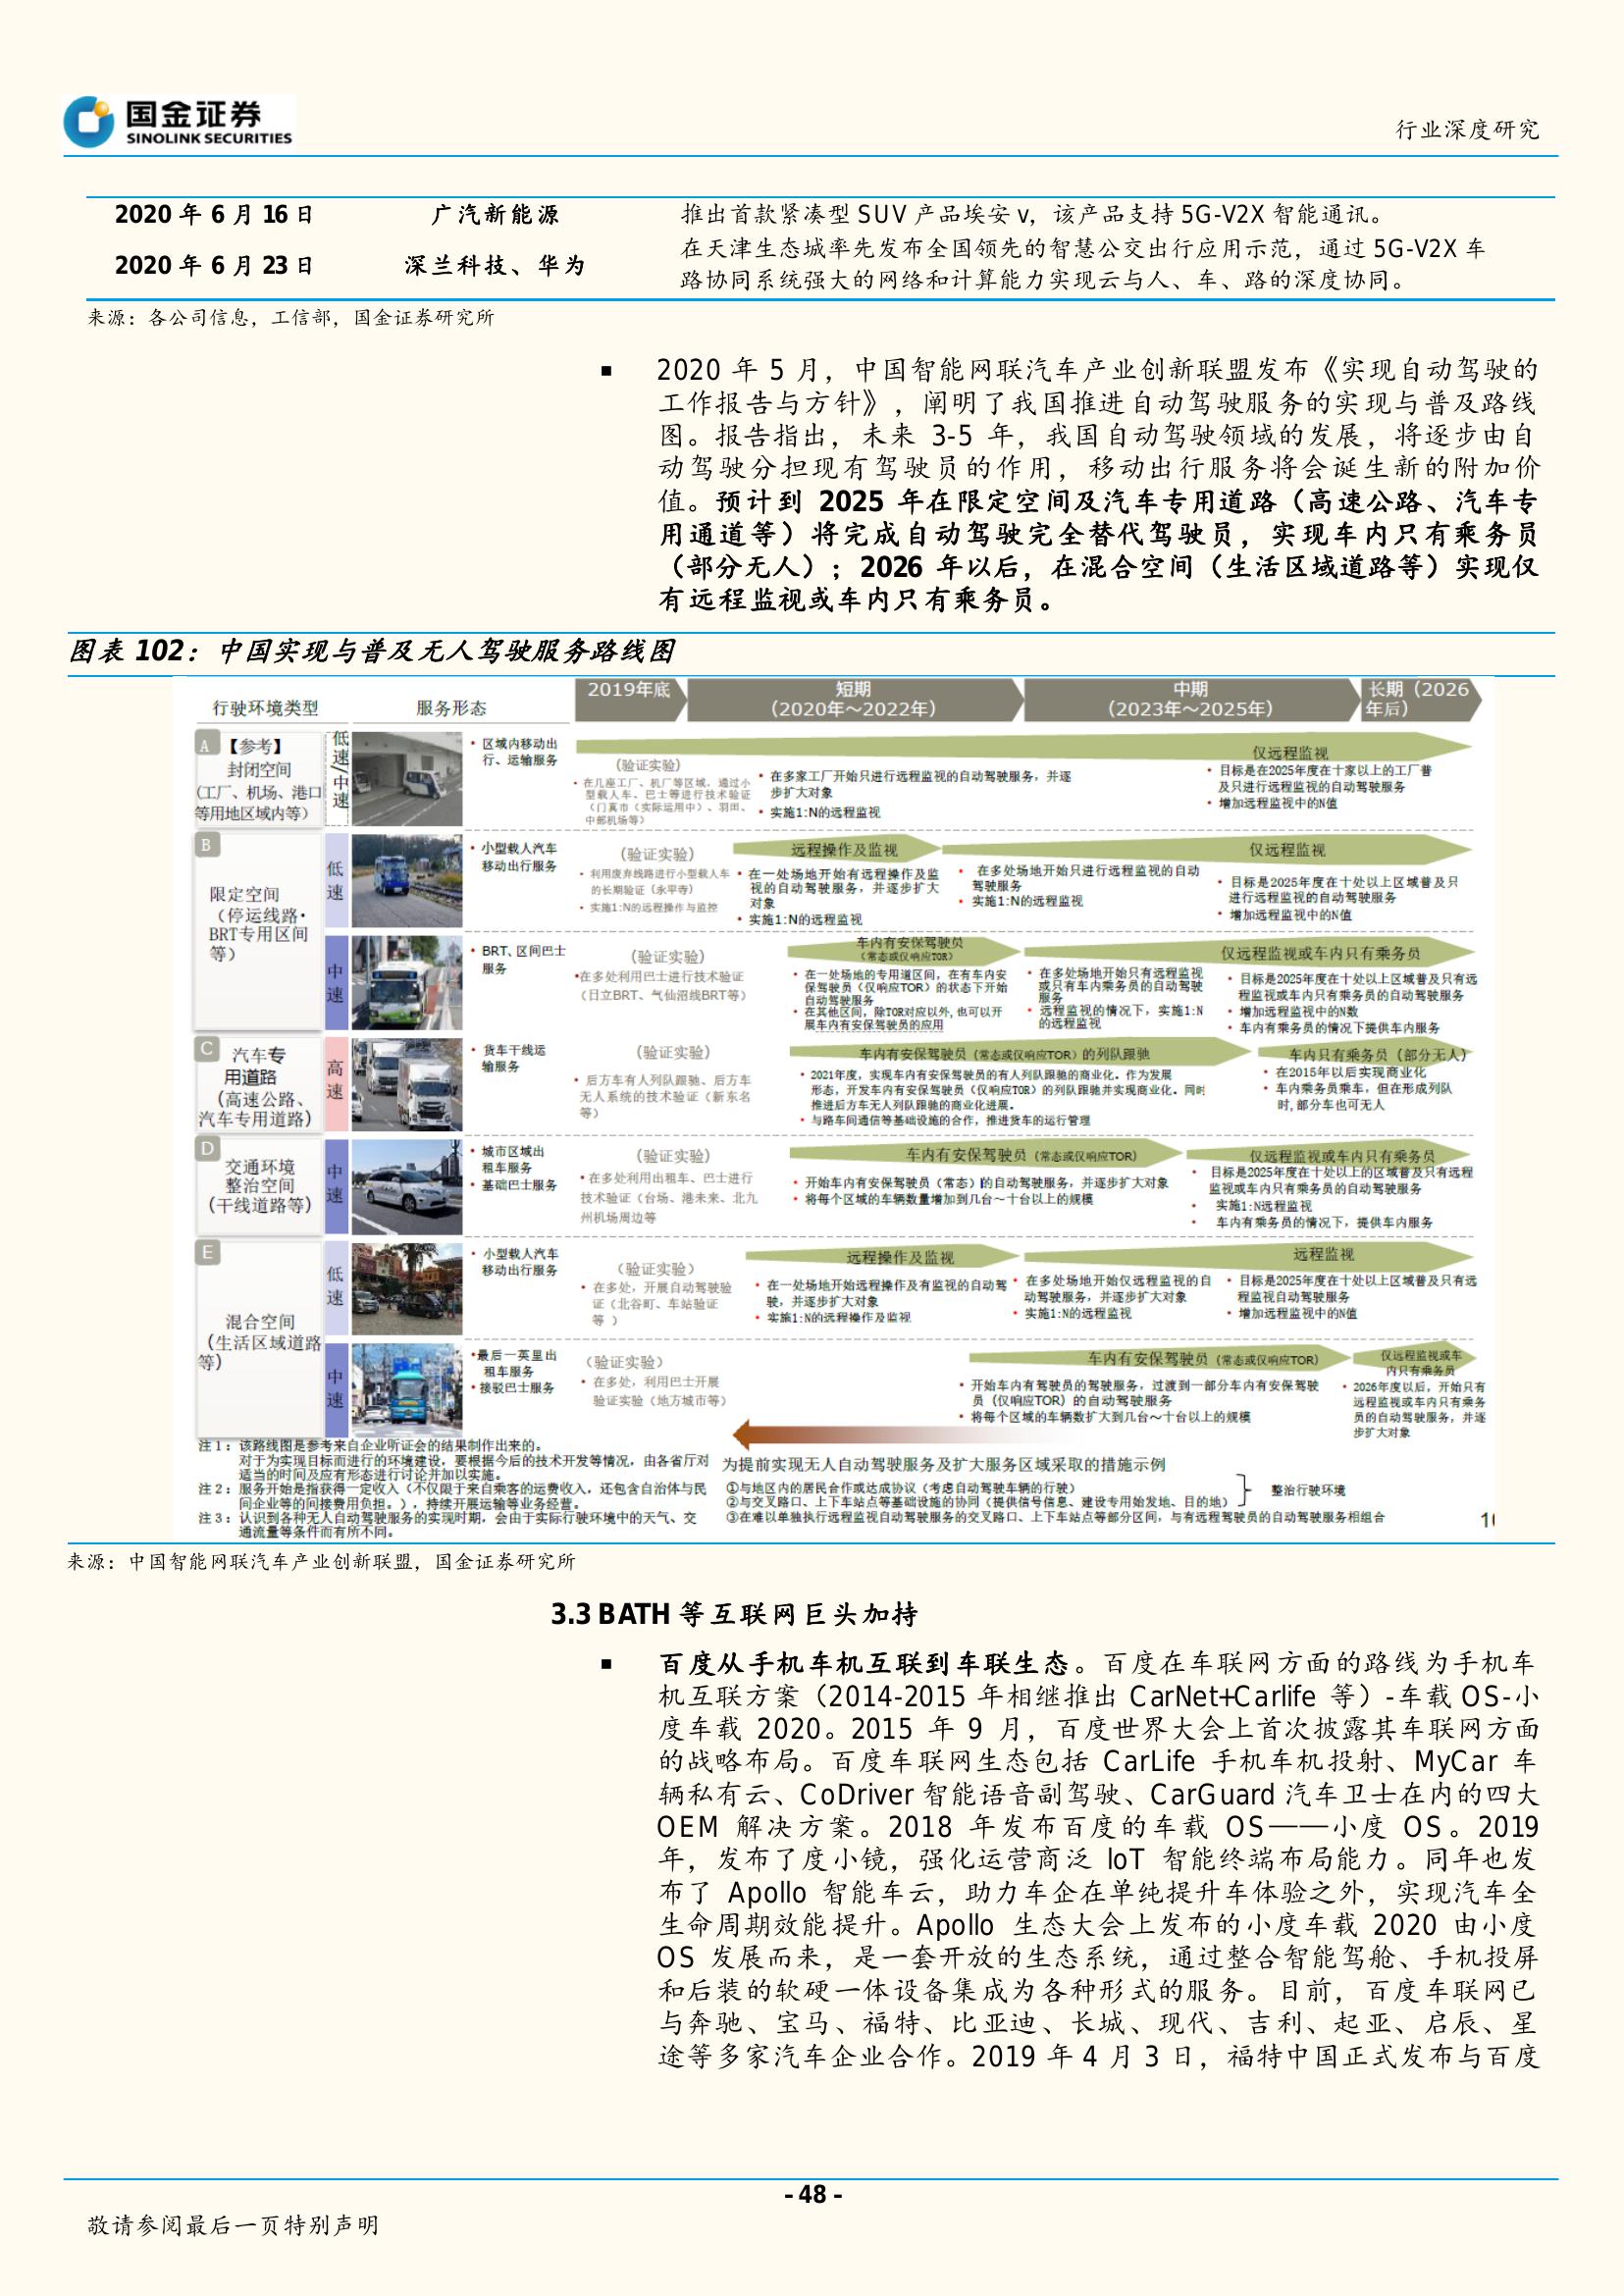 国金证券
SINOLINK SECURITIES
行业深度研究
2020 年 6 月 16 日 广汽新能源 推出首款紧凑型 SUV 产品埃安 v，该产品支持 5G-V2X 智能通讯。
2020 年 6 月 23 日 深兰科技、华为 在天津生态城率先发布全国领先的智慧公交出行应用示范，通过 5G-V2X 车
路协同系统强大的网络和计算能力实现云与人、车、路的深度协同。
来源：各公司信息，工信部，国金证券研究所
■ 2020 年 5 月，中国智能网联汽车产业创新联盟发布《实现自动驾驶的
工作报告与方针》，阐明了我国推进自动驾驶服务的实现与普及路线
图。报告指出，未来 3-5 年，我国自动驾驶领域的发展，将逐步由自
动驾驶分担现有驾驶员的作用，移动出行服务将会诞生新的附加价
值。预计到 2025 年在限定空间及汽车专用道路（高速公路、汽车专
用通道等）将完成自动驾驶完全替代驾驶员，实现车内只有乘务员
（部分无人）；2026 年以后，在混合空间（生活区域道路等）实现仅
有远程监视或车内只有乘务员。
图表 102：中国实现与普及无人驾驶服务路线图
行驶环境类型
服务形态
2019年底
短期
（2020年～2022年）
中期
（2023年～2025年）
长期（2026
年后）
A
【参考】
封闭空间
（工厂、机场、港口
等用地区域内等）
低速/中速
• 区域内移动出
行、运输服务
（验证实验）
• 在几座工厂、机厂等区域，通过小
型载人车、巴士等进行技术验证
（门真市（实际运用中）、羽田、
中部机场等）
• 在多家工厂开始只进行远程监视的自动驾驶服务，并逐
步扩大对象
• 实施1:N的远程监视
仅远程监视
• 目标是在2025年度在十家以上的工厂普
及只进行远程监视的自动驾驶服务
• 增加远程监视中的N值
B
限定空间
（停运线路・
BRT专用区间
等）
低速
• 小型载人汽车
移动出行服务
（验证实验）
• 利用废弃线路进行小型载人车
的长期验证（永平寺）
• 实施1:N的远程操作与监控
远程操作及监视
• 在一处场地开始有远程操作及监
视的自动驾驶服务，并逐步扩大
对象
• 实施1:N的远程监视
• 在多处场地开始只进行远程监视的自动
驾驶服务
• 实施1:N的远程监视
仅远程监视
• 目标是2025年度在十处以上区域普及只
进行远程监视的自动驾驶服务
• 增加远程监视中的N值
中速
• BRT、区间巴士
服务
（验证实验）
•在多处利用巴士进行技术验证
（日立BRT、气仙沼线BRT等）
车内有安保驾驶员
（常态或仅响应TOR）
• 在一处场地的专用道区间，在有车内安
保驾驶员（仅响应TOR）的状态下开始
自动驾驶服务
• 在其他区间，除TOR对应以外,也可以开
展车内有安保驾驶员的应用
• 在多处场地开始只有远程监视
或只有车内乘务员的自动驾驶
服务
• 远程监视的情况下，实施1:N
的远程监视
仅远程监视或车内只有乘务员
• 目标是2025年度在十处以上区域普及只有远
程监视或车内只有乘务员的自动驾驶服务
• 增加远程监视中的N数
• 车内有乘务员的情况下提供车内服务
C
汽车专
用道路
（高速公路、
汽车专用道路）
高速
• 货车干线运
输服务
（验证实验）
• 后方车有人列队跟驰、后方车
无人系统的技术验证（新东名
等）
车内有安保驾驶员（常态或仅响应TOR）的列队跟驰
• 2021年度，实现车内有安保驾驶员的有人列队跟驰的商业化。作为发展
形态，开发车内有安保驾驶员（仅响应TOR）的列队跟驰并实现商业化。同时
推进后方车无人列队跟驰的商业化进展。
• 与路车间通信等基础设施的合作，推进货车的运行管理
车内只有乘务员（部分无人）
• 在2015年以后实现商业化
• 车内乘务员乘车，但在形成列队
时,部分车也可无人
D
交通环境
整治空间
（干线道路等）
中速
• 城市区域出
租车服务
• 基础巴士服务
（验证实验）
• 在多处利用出租车、巴士进行
技术验证（台场、港未来、北九
州机场周边等
车内有安保驾驶员（常态或仅响应TOR）
• 开始车内有安保驾驶员（常态）的自动驾驶服务，并逐步扩大对象
• 将每个区域的车辆数量增加到几台～十台以上的规模
仅远程监视或车内只有乘务员
• 目标是2025年度在十处以上的区域普及只有远程
监视或车内只有乘务员的自动驾驶服务
• 实施1:N远程监视
• 车内有乘务员的情况下，提供车内服务
E
混合空间
（生活区域道路
等）
低速
• 小型载人汽车
移动出行服务
（验证实验）
• 在多处，开展自动驾驶验
证（北谷町、车站验证
等 ）
远程操作及监视
• 在一处场地开始远程操作及有监视的自动驾
驶，并逐步扩大对象
• 实施1:N的远程操作及监视
• 在多处场地开始仅远程监视的自
动驾驶服务，并逐步扩大对象
• 实施1:N的远程监视
远程监视
• 目标是2025年度在十处以上区域普及只有远
程监视自动驾驶服务
• 增加远程监视中的N值
中速
•最后一英里出
租车服务
• 接驳巴士服务
（验证实验）
• 在多处，利用巴士开展
验证实验（地方城市等）
车内有安保驾驶员（常态或仅响应TOR）
• 开始车内有驾驶员的驾驶服务，过渡到一部分车内有安保驾驶
员（仅响应TOR）的自动驾驶服务
• 将每个区域的车辆数扩大到几台～十台以上的规模
仅远程监视或车
内只有乘务员
• 2026年度以后，开始只有
远程监视或车内只有乘务
员的自动驾驶服务，并逐
步扩大对象
注1：该路线图是参考来自企业听证会的结果制作出来的。
对于为实现目标而进行的环境建设，要根据今后的技术开发等情况，由各省厅对
适当的时间及应有形态进行讨论并加以实施。
注2：服务开始是指获得一定收入（不仅限于来自乘客的运费收入，还包含自治体与民
间企业等的间接费用负担。），持续开展运输等业务经营。
注3：认识到各种无人自动驾驶服务的实现时期，会由于实际行驶环境中的天气、交
通流量等条件而有所不同。
为提前实现无人自动驾驶服务及扩大服务区域采取的措施示例
①与地区内的居民合作或达成协议（考虑自动驾驶车辆的行驶）
②与交叉路口、上下车站点等基础设施的协同（提供信号信息、建设专用始发地、目的地）
整治行驶环境
③在难以单独执行远程监视自动驾驶服务的交叉路口、上下车站点等部分区间，与有远程驾驶员的自动驾驶服务相组合
来源：中国智能网联汽车产业创新联盟，国金证券研究所
3.3 BATH 等互联网巨头加持
■ 百度从手机车机互联到车联生态。百度在车联网方面的路线为手机车
机互联方案（2014-2015 年相继推出 CarNet+Carlife 等）-车载 OS-小
度车载 2020。2015 年 9 月，百度世界大会上首次披露其车联网方面
的战略布局。百度车联网生态包括 CarLife 手机车机投射、MyCar 车
辆私有云、CoDriver 智能语音副驾驶、CarGuard 汽车卫士在内的四大
OEM 解决方案。2018 年发布百度的车载 OS——小度 OS。2019
年，发布了度小镜，强化运营商泛 IoT 智能终端布局能力。同年也发
布了 Apollo 智能车云，助力车企在单纯提升车体验之外，实现汽车全
生命周期效能提升。Apollo 生态大会上发布的小度车载 2020 由小度
OS 发展而来，是一套开放的生态系统，通过整合智能驾舱、手机投屏
和后装的软硬一体设备集成为各种形式的服务。目前，百度车联网已
与奔驰、宝马、福特、比亚迪、长城、现代、吉利、起亚、启辰、星
途等多家汽车企业合作。2019 年 4 月 3 日，福特中国正式发布与百度
- 48 -
敬请参阅最后一页特别声明